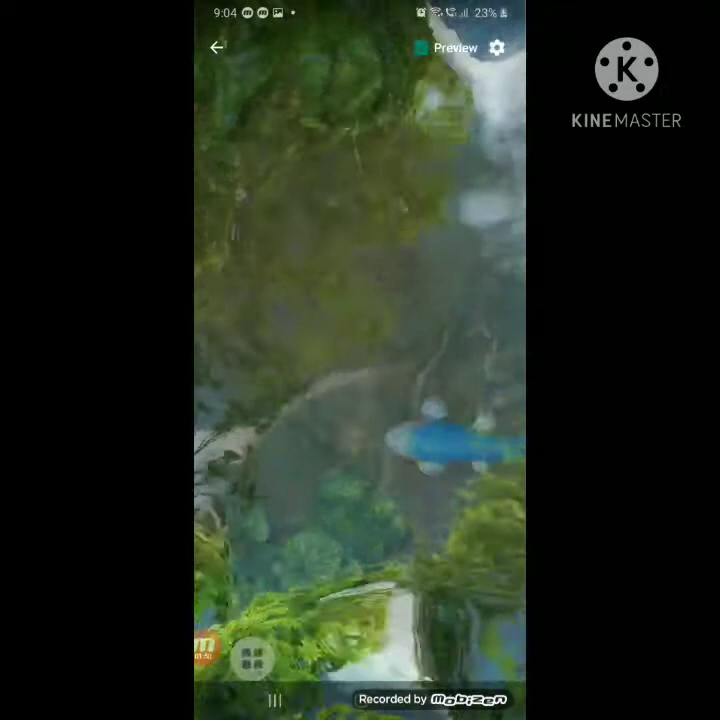 9:04
23%
Preview
K
KINEMASTER
Recorded by Mobizen